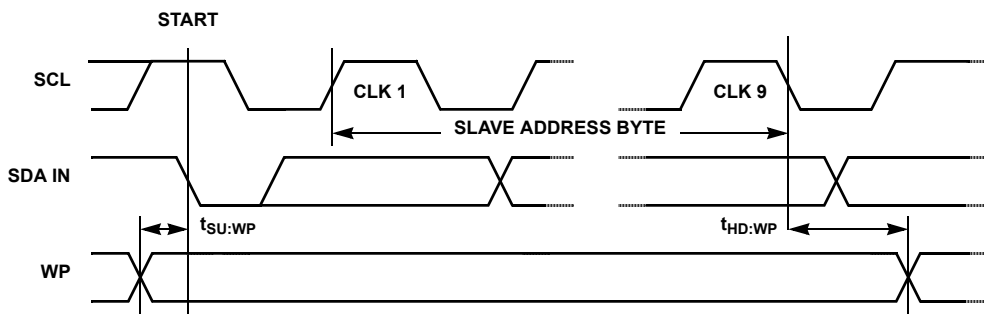 START
SCL
CLK 1
CLK 9
SLAVE ADDRESS BYTE
SDA IN
tSU:WP
tHD:WP
WP